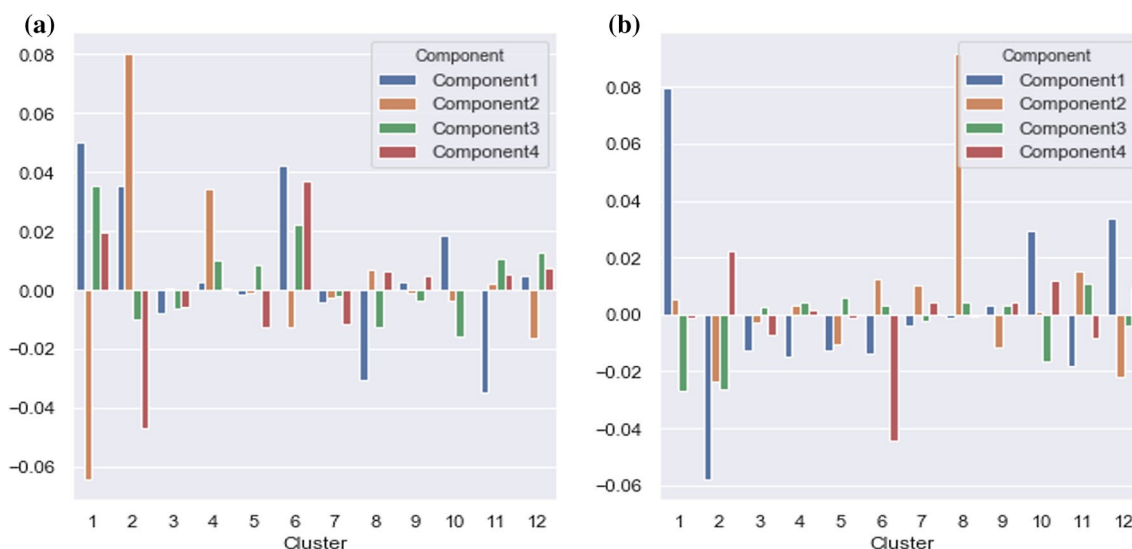 (a)
Component
Component1
Component2
Component3
Component4
0.08
0.06
0.04
0.02
0.00
−0.02
−0.04
−0.06
1 2 3 4 5 6 7 8 9 10 11 12
Cluster
(b)
Component
Component1
Component2
Component3
Component4
0.08
0.06
0.04
0.02
0.00
−0.02
−0.04
−0.06
1 2 3 4 5 6 7 8 9 10 11 12
Cluster